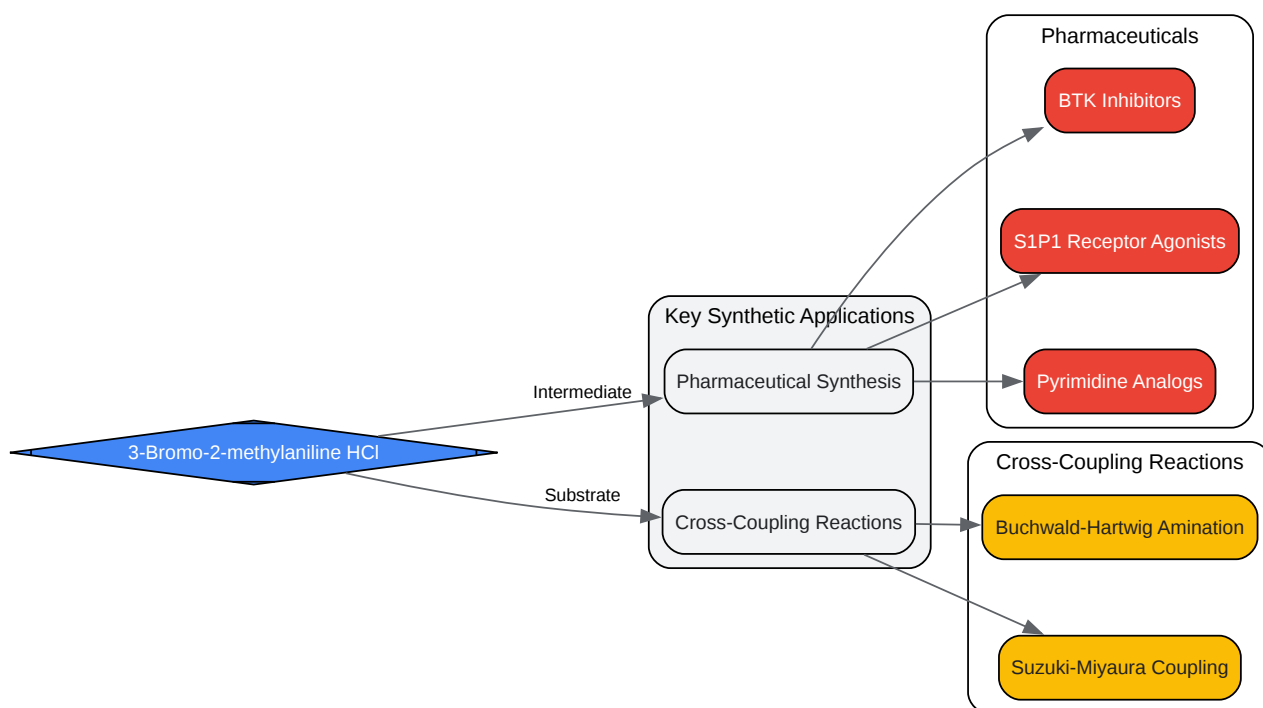 Pharmaceuticals
BTK Inhibitors
S1P1 Receptor Agonists
Key Synthetic Applications
Pharmaceutical Synthesis
Pyrimidine Analogs
Intermediate
3-Bromo-2-methylaniline HCl
Cross-Coupling Reactions
Substrate
Cross-Coupling Reactions
Buchwald-Hartwig Amination
Suzuki-Miyaura Coupling